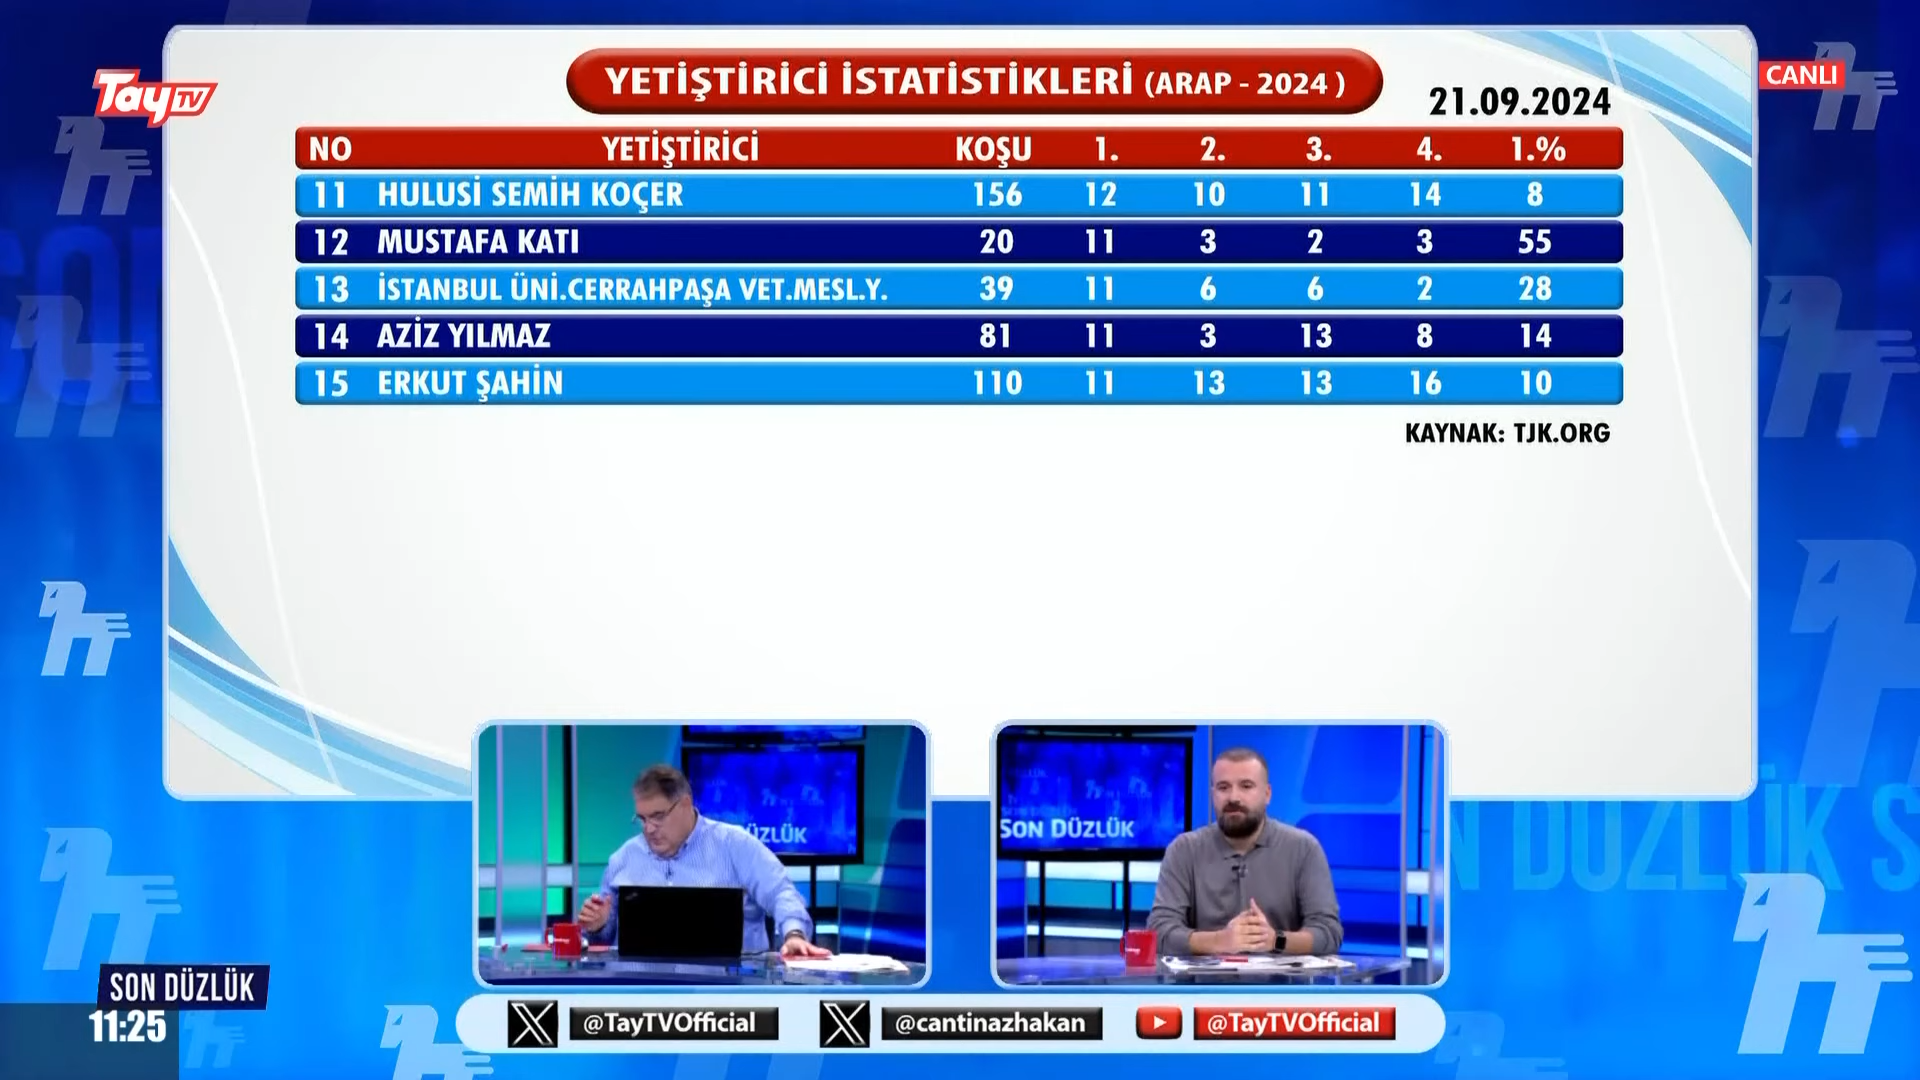 Tay TV
YETİŞTİRİCİ İSTATİSTİKLERİ (ARAP - 2024 )
CANLI
21.09.2024
NO YETİŞTİRİCİ KOŞU 1. 2. 3. 4. 1.%
11 HULUSİ SEMİH KOÇER 156 12 10 11 14 8
12 MUSTAFA KATI 20 11 3 2 3 55
13 İSTANBUL ÜNİ.CERRAHPAŞA VET.MESL.Y. 39 11 6 6 2 28
14 AZİZ YILMAZ 81 11 3 13 8 14
15 ERKUT ŞAHİN 110 11 13 13 16 10
KAYNAK: TJK.ORG
ÜZLÜK
SON DÜZLÜK
N DÜZLÜK S
SON DÜZLÜK
11:25
@TayTVOfficial
@cantinazhakan
@TayTVOfficial